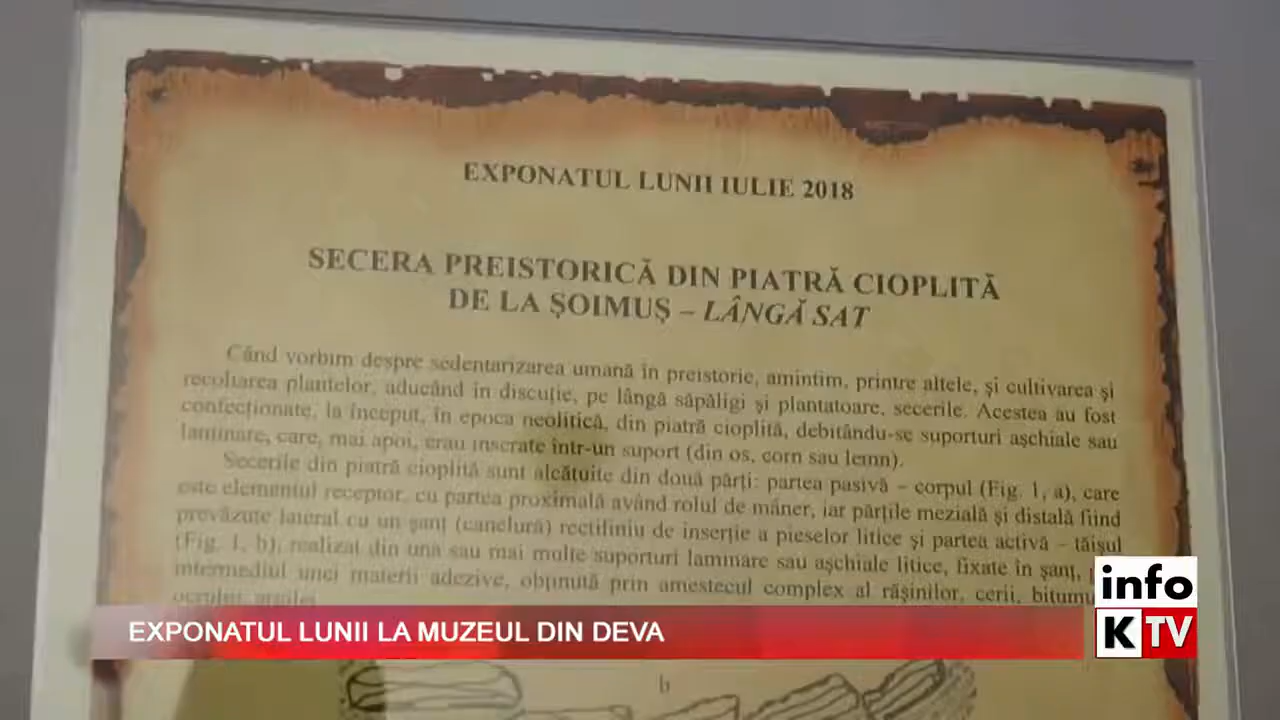 EXPONATUL LUNII IULIE 2018
SECERA PREISTORICĂ DIN PIATRĂ CIOPLITĂ
DE LA ŞOIMUŞ – LÂNGĂ SAT
Când vorbim despre sedentarizarea umană în preistorie, amintim, printre altele, şi cultivarea şi
recoltarea plantelor, aducând în discuţie, pe lângă săpăligi şi plantatoare, secerile. Acestea au fost
confecţionate, la început, în epoca neolitică, din piatră cioplită, debitându-se suporturi aşchiale sau
laminare, care, mai apoi, erau inserate într-un suport (din os, corn sau lemn).
Secerile din piatră cioplită sunt alcătuite din două părţi: partea pasivă – corpul (Fig. 1, a), care
este elementul receptor, cu partea proximală având rolul de mâner, iar părţile mezială şi distală fiind
prevăzute lateral cu un şanţ (canelură) rectiliniu de inserţie a pieselor litice şi partea activă – tăişul
(Fig. 1, b), realizat din una sau mai multe suporturi laminare sau aşchiale litice, fixate în şanţ,
intermediul unei materii adezive, obţinută prin amestecul complex al răşinilor, cerii,
ocrului, argilei
EXPONATUL LUNII LA MUZEUL DIN DEVA
info
K TV
b